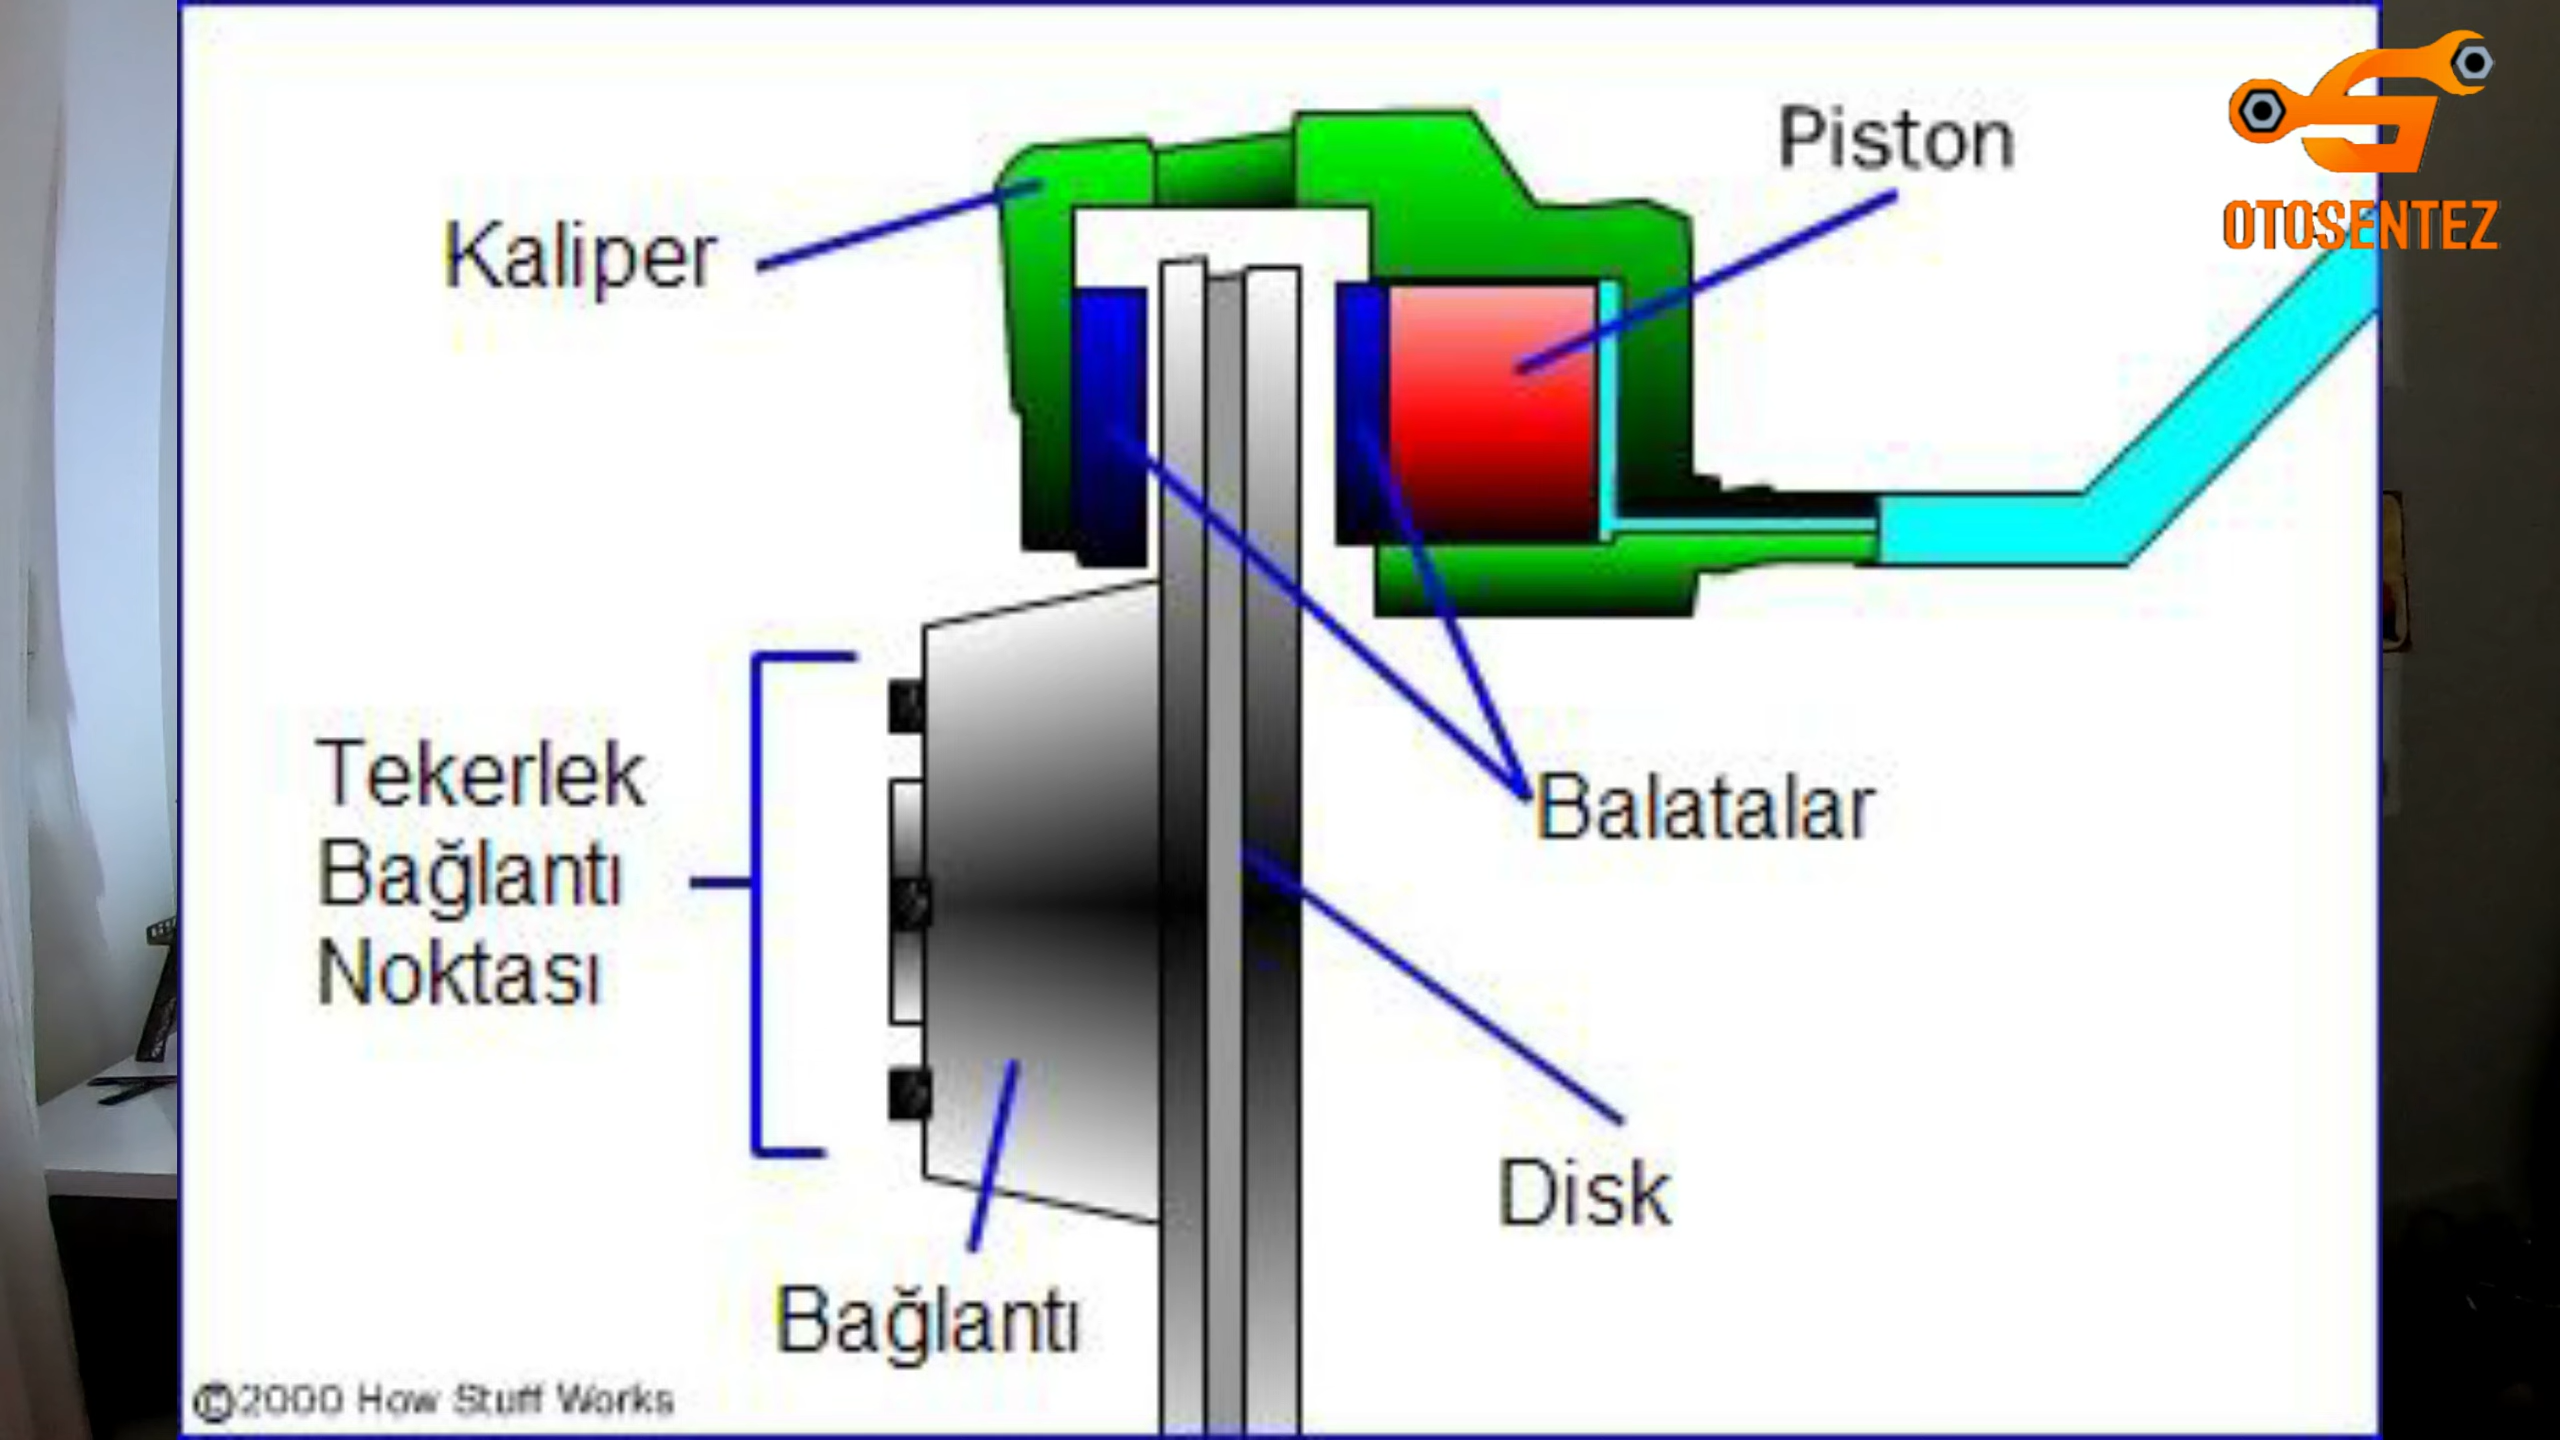 Piston
OTOSENTEZ
Kaliper
Tekerlek
Bağlantı
Noktası
Balatalar
Disk
Bağlantı
©2000 How Stuff Works